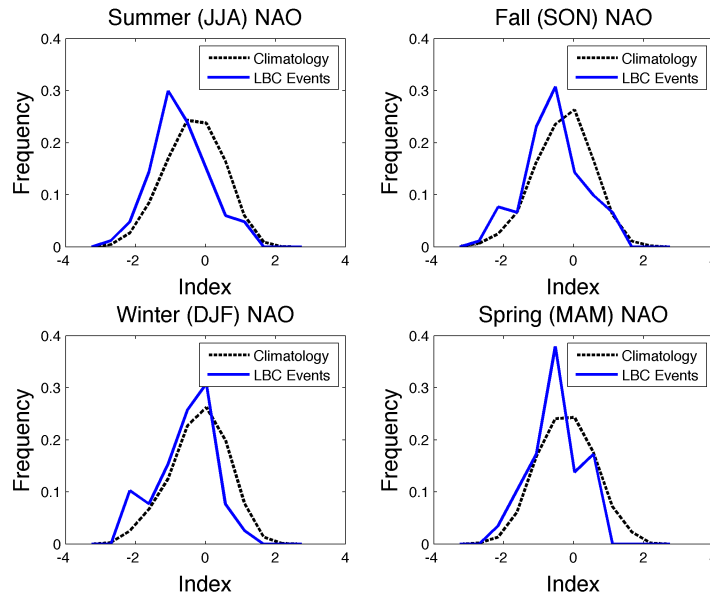 Summer (JJA) NAO
0.4
0.3
0.2
0.1
0
-4
-2
0
2
4
Frequency
Index
Climatology
LBC Events
Fall (SON) NAO
0.4
0.3
0.2
0.1
0
-4
-2
0
2
4
Frequency
Index
Climatology
LBC Events
Winter (DJF) NAO
0.4
0.3
0.2
0.1
0
-4
-2
0
2
4
Frequency
Index
Climatology
LBC Events
Spring (MAM) NAO
0.4
0.3
0.2
0.1
0
-4
-2
0
2
Frequency
Index
Climatology
LBC Events